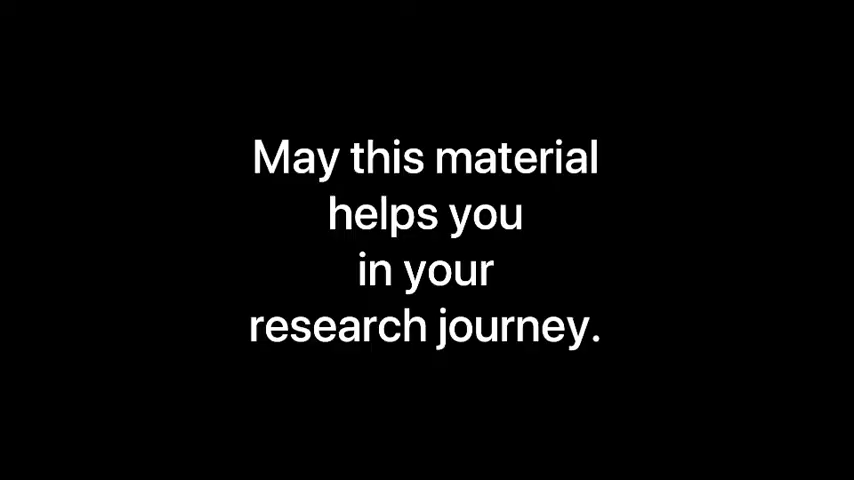 May this material
helps you
in your
research journey.